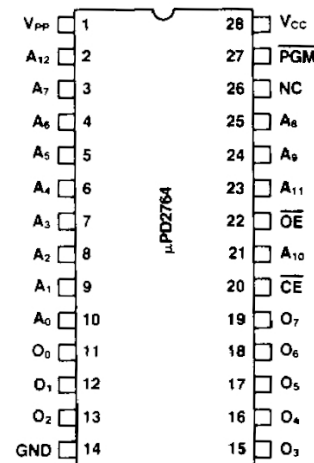 VPP 1 28 VCC
A12 2 27 PGM
A7 3 26 NC
A6 4 25 A8
A5 5 24 A9
A4 6 23 A11
A3 7 22 OE
A2 8 21 A10
A1 9 20 CE
A0 10 19 O7
O0 11 18 O6
O1 12 17 O5
O2 13 16 O4
GND 14 15 O3
μPD2764